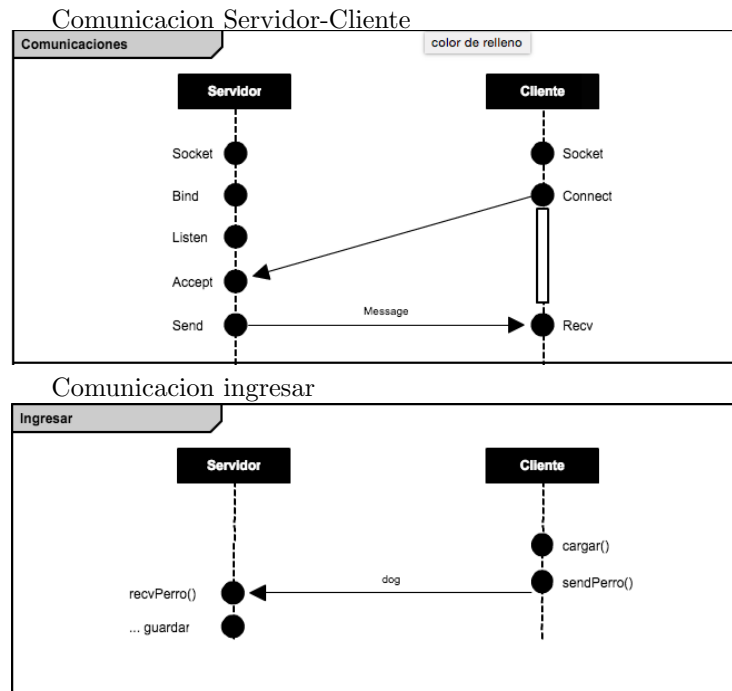 Comunicacion Servidor-Cliente
Comunicaciones
color de relleno
Servidor
Cliente
Socket
Socket
Bind
Connect
Listen
Accept
Send
Message
Recv
Comunicacion ingresar
Ingresar
Servidor
Cliente
cargar()
dog
sendPerro()
recvPerro()
... guardar